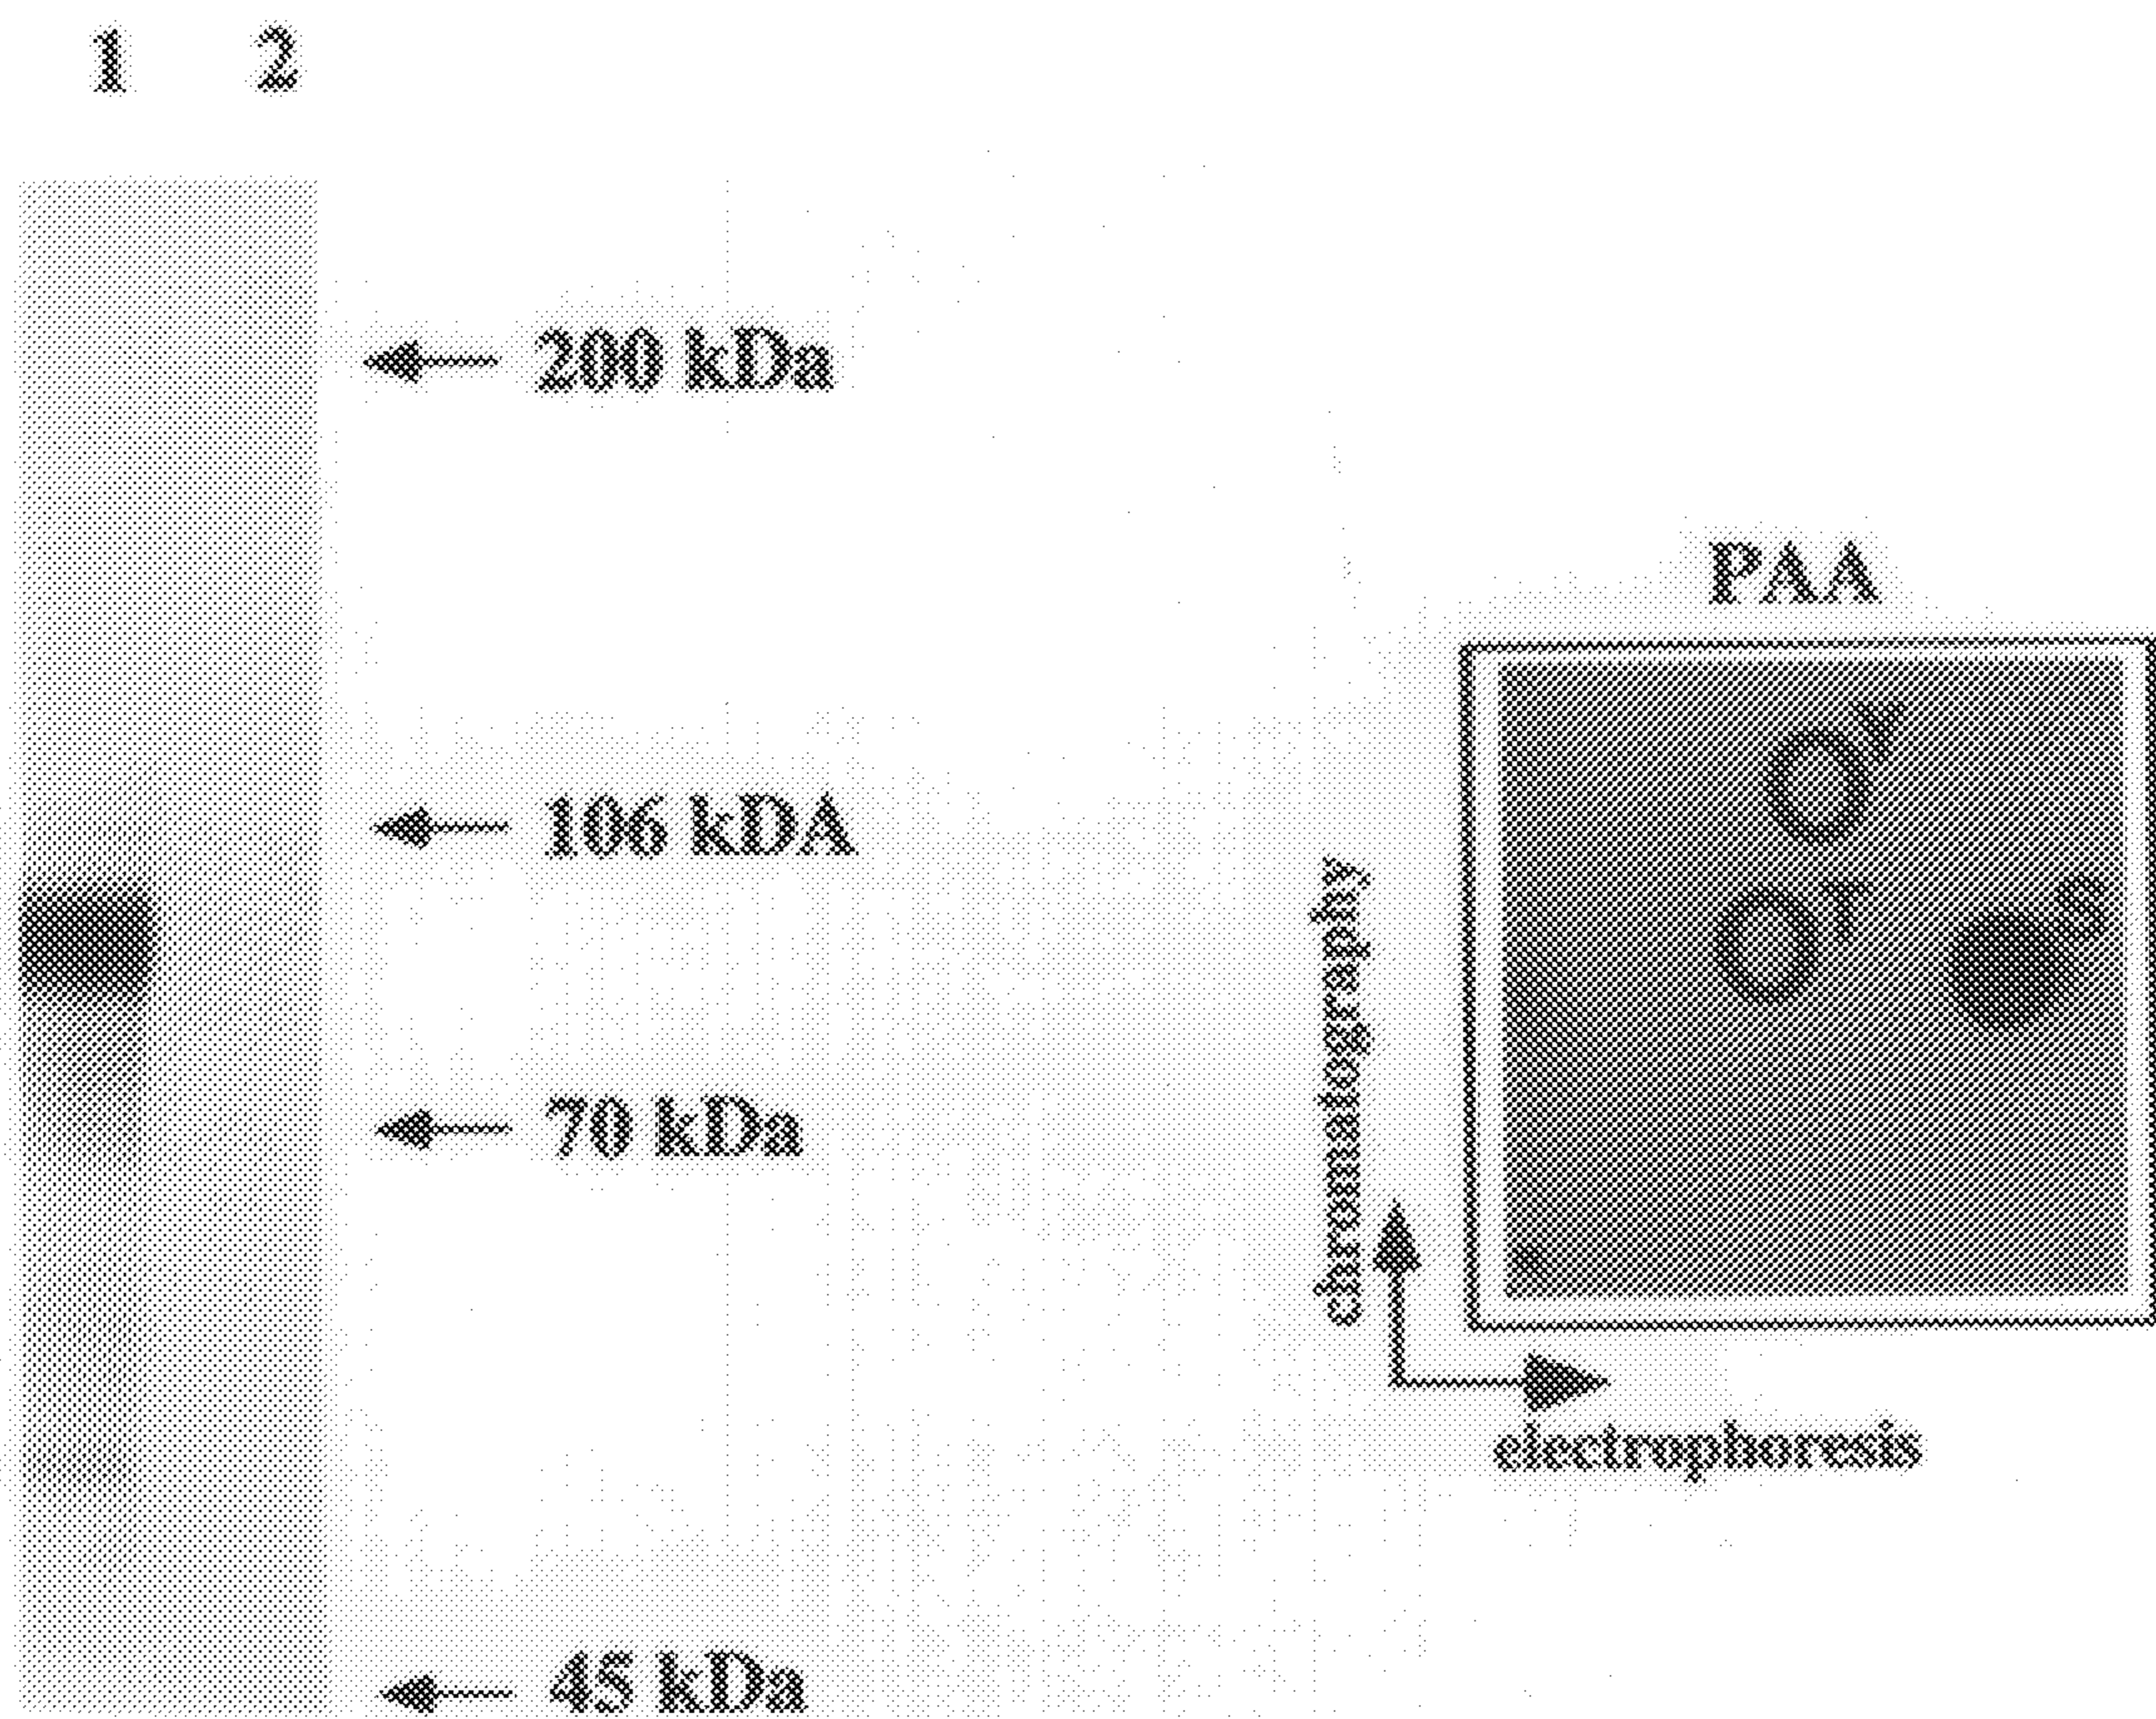 1 2
200 kDa
106 kDA
70 kDa
45 kDa
PAA
Y
T
S
chromatography
electrophoresis